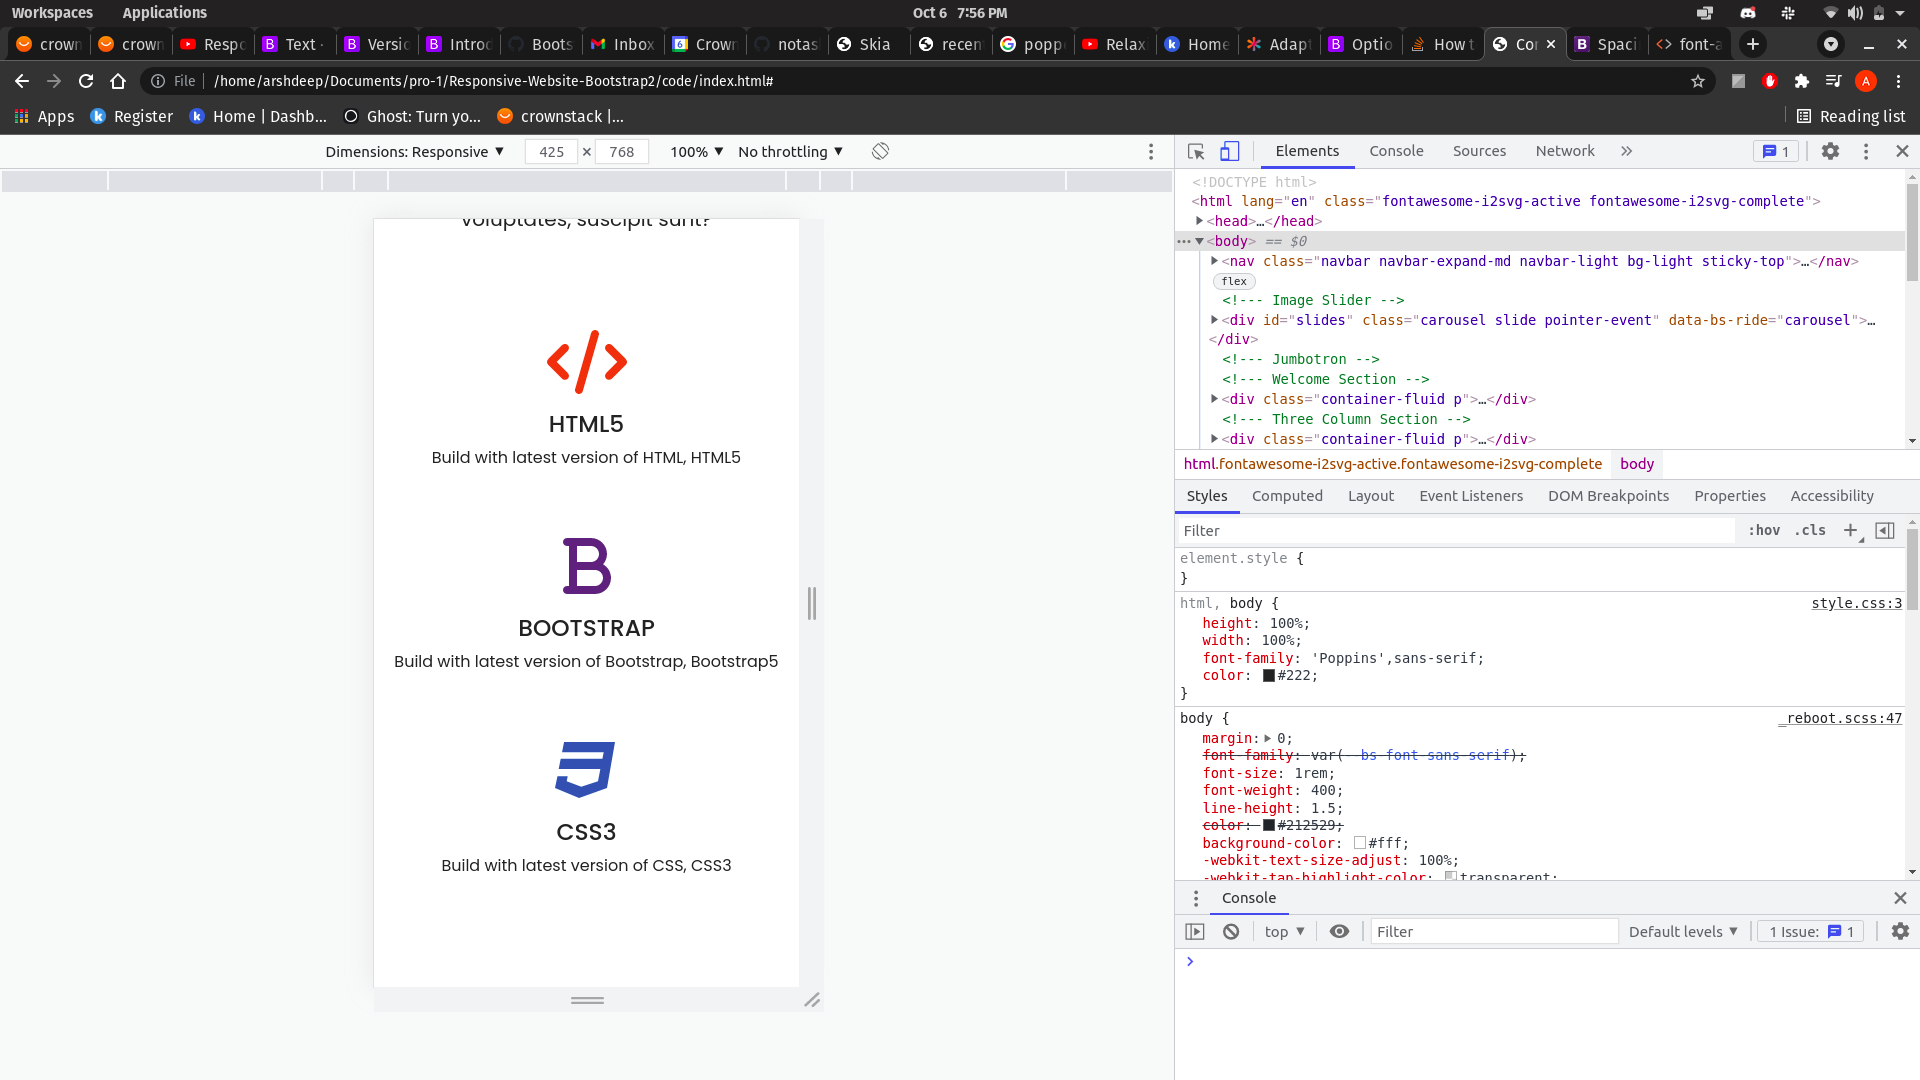 Workspaces Applications Oct 6 7:56 PM
crown crown Respo Text · Versio Introd Boots Inbox Crown notas Skia recen popp Relax Home Adapt Optio How t Co Spaci font-a
File /home/arshdeep/Documents/pro-1/Responsive-Website-Bootstrap2/code/index.html# A
Apps Register Home | Dashb... Ghost: Turn yo... crownstack |... Reading list
Dimensions: Responsive 425 × 768 100% No throttling
voluptates, suscipit sunt?
</>
HTML5
Build with latest version of HTML, HTML5
B
BOOTSTRAP
Build with latest version of Bootstrap, Bootstrap5
CSS3
Build with latest version of CSS, CSS3
Elements Console Sources Network » 1
<!DOCTYPE html>
<html lang="en" class="fontawesome-i2svg-active fontawesome-i2svg-complete">
<head>…</head>
<body> == $0
<nav class="navbar navbar-expand-md navbar-light bg-light sticky-top">…</nav>
flex
<!--- Image Slider -->
<div id="slides" class="carousel slide pointer-event" data-bs-ride="carousel">…
</div>
<!--- Jumbotron -->
<!--- Welcome Section -->
<div class="container-fluid p">…</div>
<!--- Three Column Section -->
<div class="container-fluid p">…</div>
html.fontawesome-i2svg-active.fontawesome-i2svg-complete body
Styles Computed Layout Event Listeners DOM Breakpoints Properties Accessibility
Filter :hov .cls +
element.style {
}
html, body { style.css:3
height: 100%;
width: 100%;
font-family: 'Poppins',sans-serif;
color: #222;
}
body { _reboot.scss:47
margin: 0;
font-family: var(--bs-font-sans-serif);
font-size: 1rem;
font-weight: 400;
line-height: 1.5;
color: #212529;
background-color: #fff;
-webkit-text-size-adjust: 100%;
-webkit-tap-highlight-color: transparent;
Console
top Filter Default levels 1 Issue: 1
>